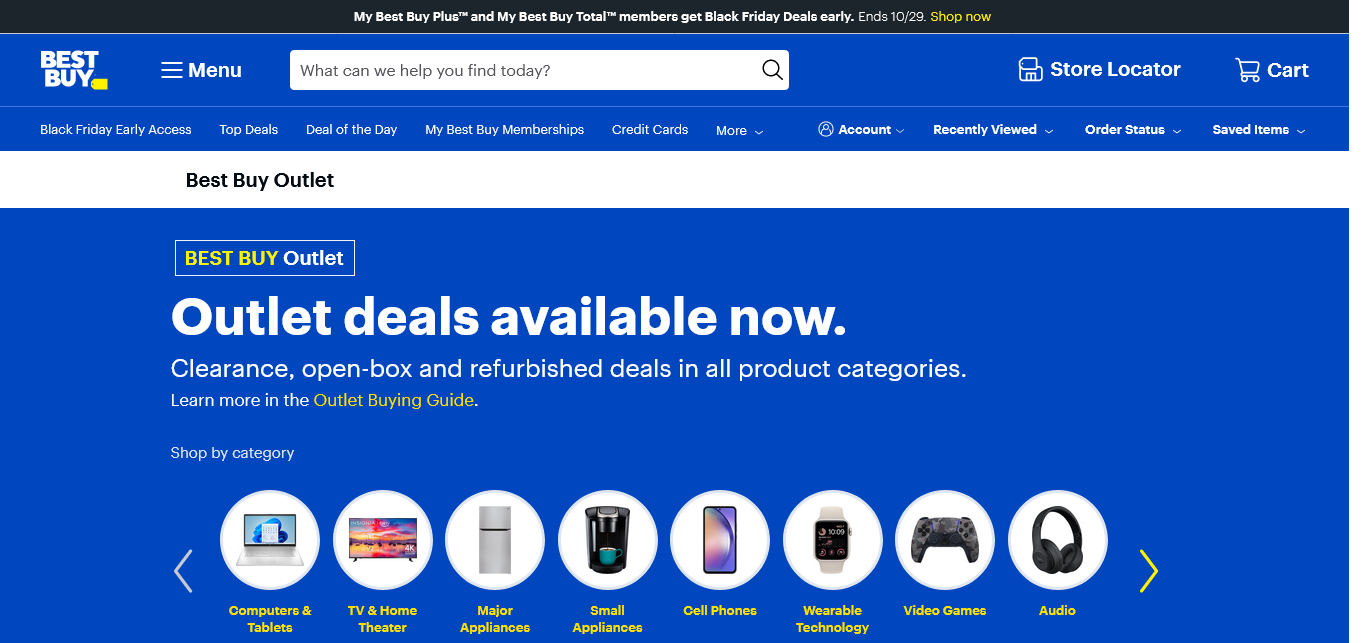 My Best Buy Plus™ and My Best Buy Total™ members get Black Friday Deals early. Ends 10/29. Shop now
BEST BUY
Menu
What can we help you find today?
Store Locator
Cart
Black Friday Early Access
Top Deals
Deal of the Day
My Best Buy Memberships
Credit Cards
More
Account
Recently Viewed
Order Status
Saved Items
Best Buy Outlet
BEST BUY Outlet
Outlet deals available now.
Clearance, open-box and refurbished deals in all product categories.
Learn more in the Outlet Buying Guide.
Shop by category
INSIGNIA
4K
10:09
Computers &
Tablets
TV & Home
Theater
Major
Appliances
Small
Appliances
Cell Phones
Wearable
Technology
Video Games
Audio